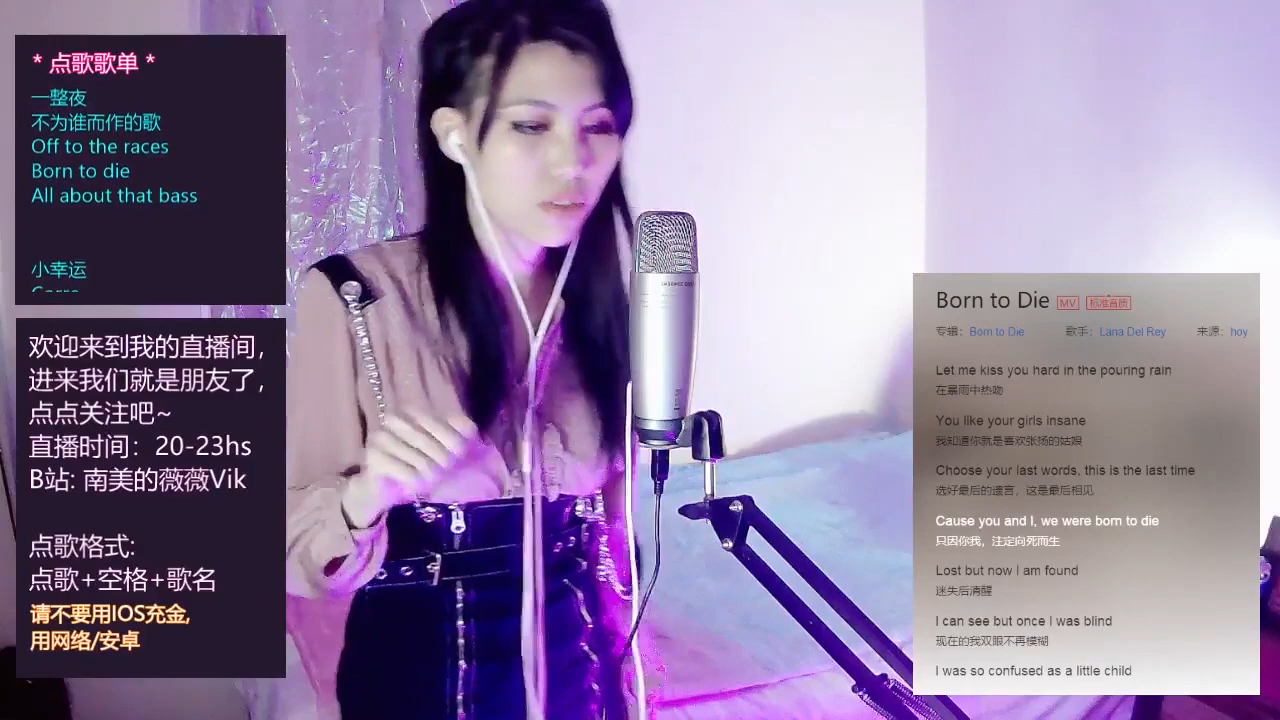 * 点歌歌单 *
一整夜
不为谁而作的歌
Off to the races
Born to die
All about that bass
小幸运
欢迎来到我的直播间，
进来我们就是朋友了，
点点关注吧~
直播时间：20-23hs
B站: 南美的薇薇Vik
点歌格式:
点歌+空格+歌名
请不要用IOS充金,
用网络/安卓
Born to Die MV 标准音质
专辑：Born to Die 歌手：Lana Del Rey 来源：hoy
Let me kiss you hard in the pouring rain
在暴雨中热吻
You like your girls insane
我知道你就是喜欢张扬的姑娘
Choose your last words, this is the last time
选好最后的遗言，这是最后相见
Cause you and I, we were born to die
只因你我，注定向死而生
Lost but now I am found
迷失后清醒
I can see but once I was blind
现在的我双眼不再模糊
I was so confused as a little child